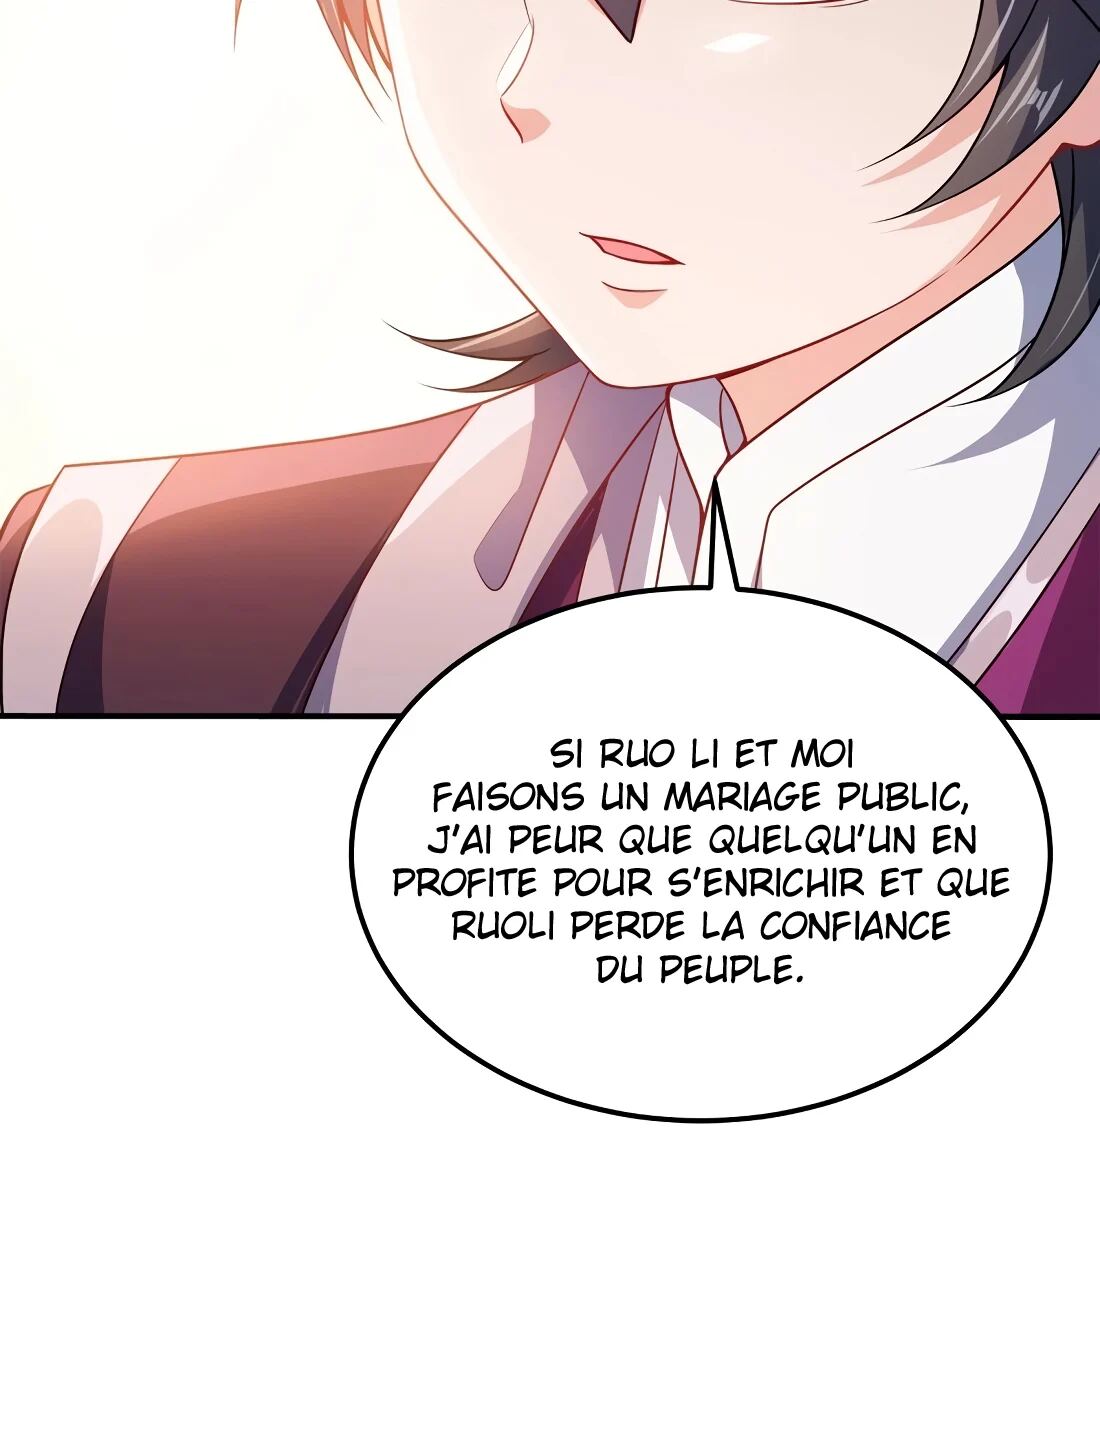 SI RUO LI ET MOI
FAISONS UN MARIAGE PUBLIC,
J'AI PEUR QUE QUELQU'UN EN
PROFITE POUR S'ENRICHIR ET QUE
RUOLI PERDE LA CONFIANCE
DU PEUPLE.